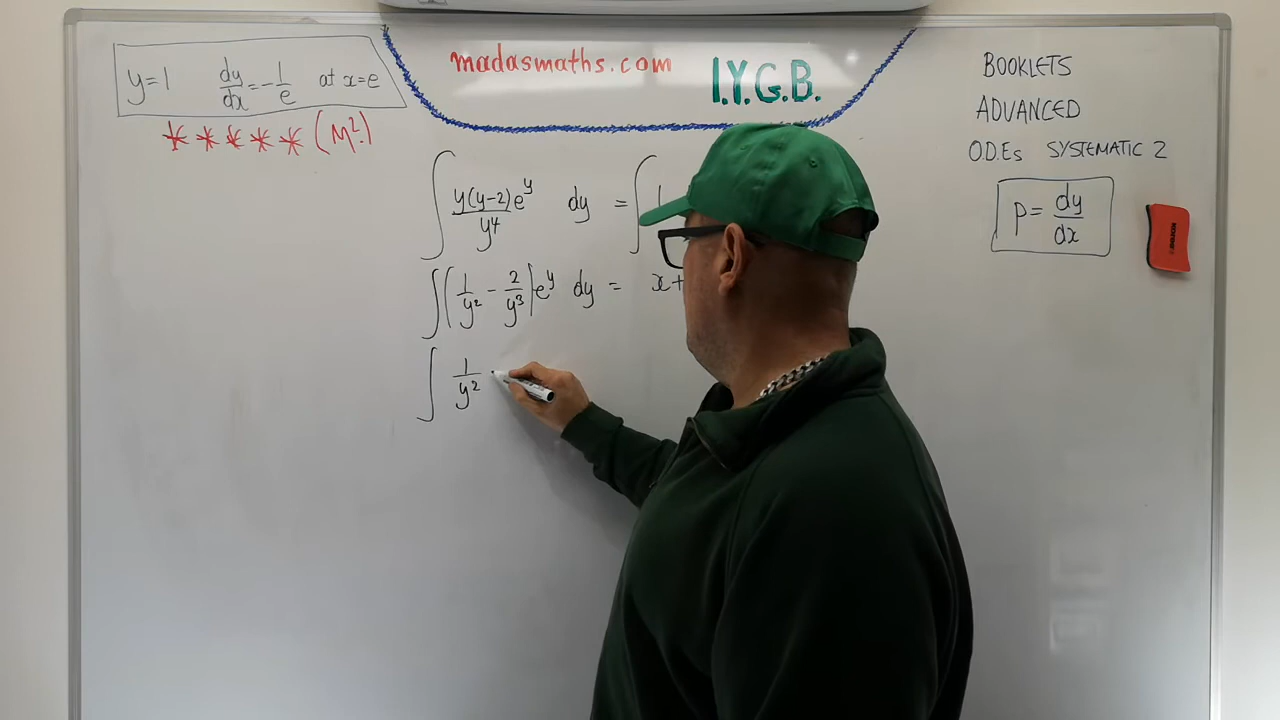 y=1 dy/dx=-1/e at x=e
***** (M².)
madasmaths.com
I.Y.G.B.
BOOKLETS
ADVANCED
O.D.Es SYSTEMATIC 2
P= dy/dx
∫ y(y-2)e^y/y⁴ dy = ∫ 1
∫(1/y² - 2/y³)e^y dy = x+
∫ 1/y²